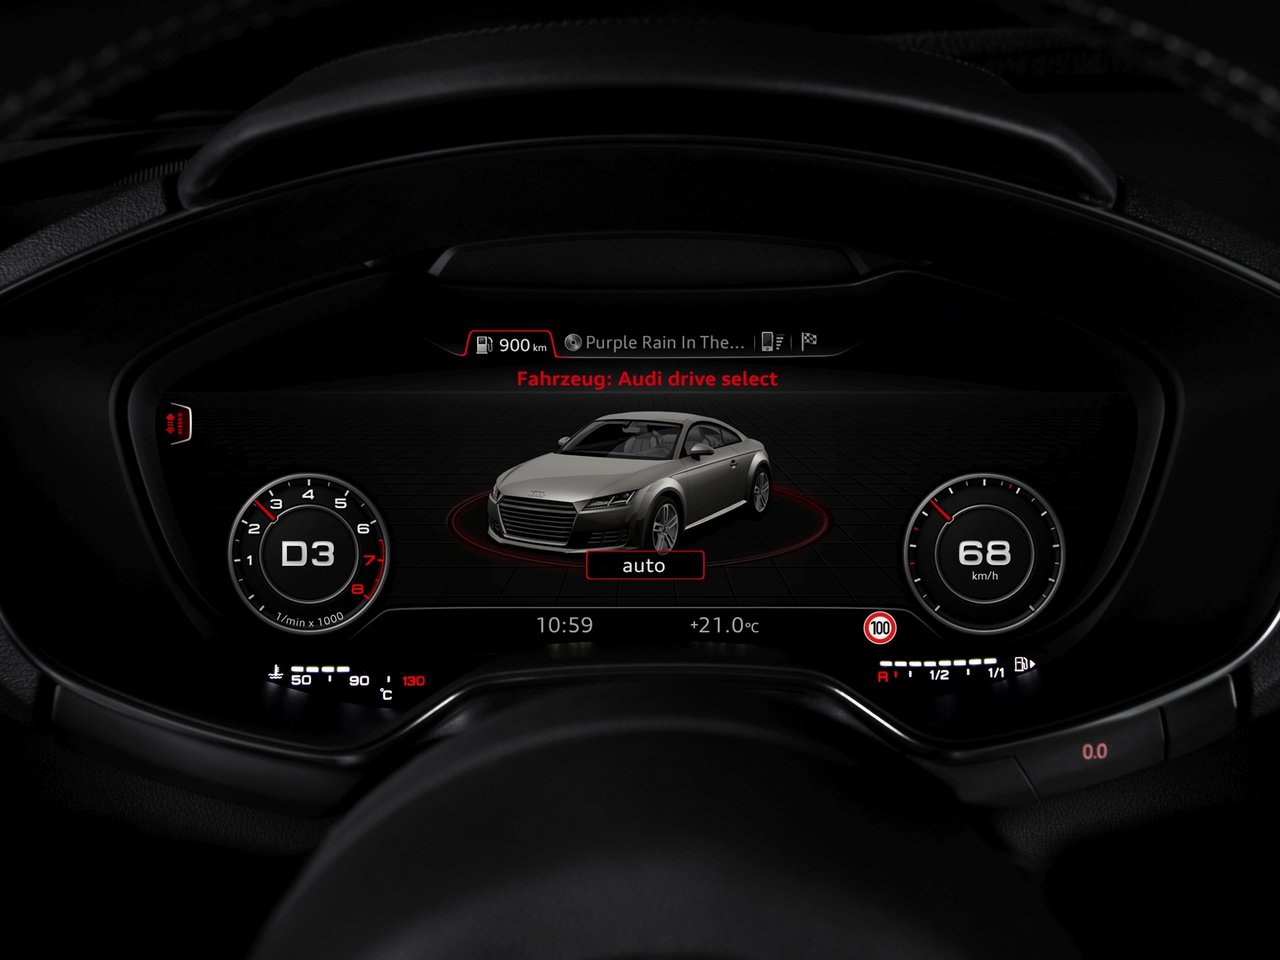 900 km Purple Rain In The...
Fahrzeug: Audi drive select
1 2 3 4 5 6 7 8
D3
1/min x 1000
68
km/h
auto
10:59 +21.0°C
100
50 90 130
°C
R 1/2 1/1
0.0